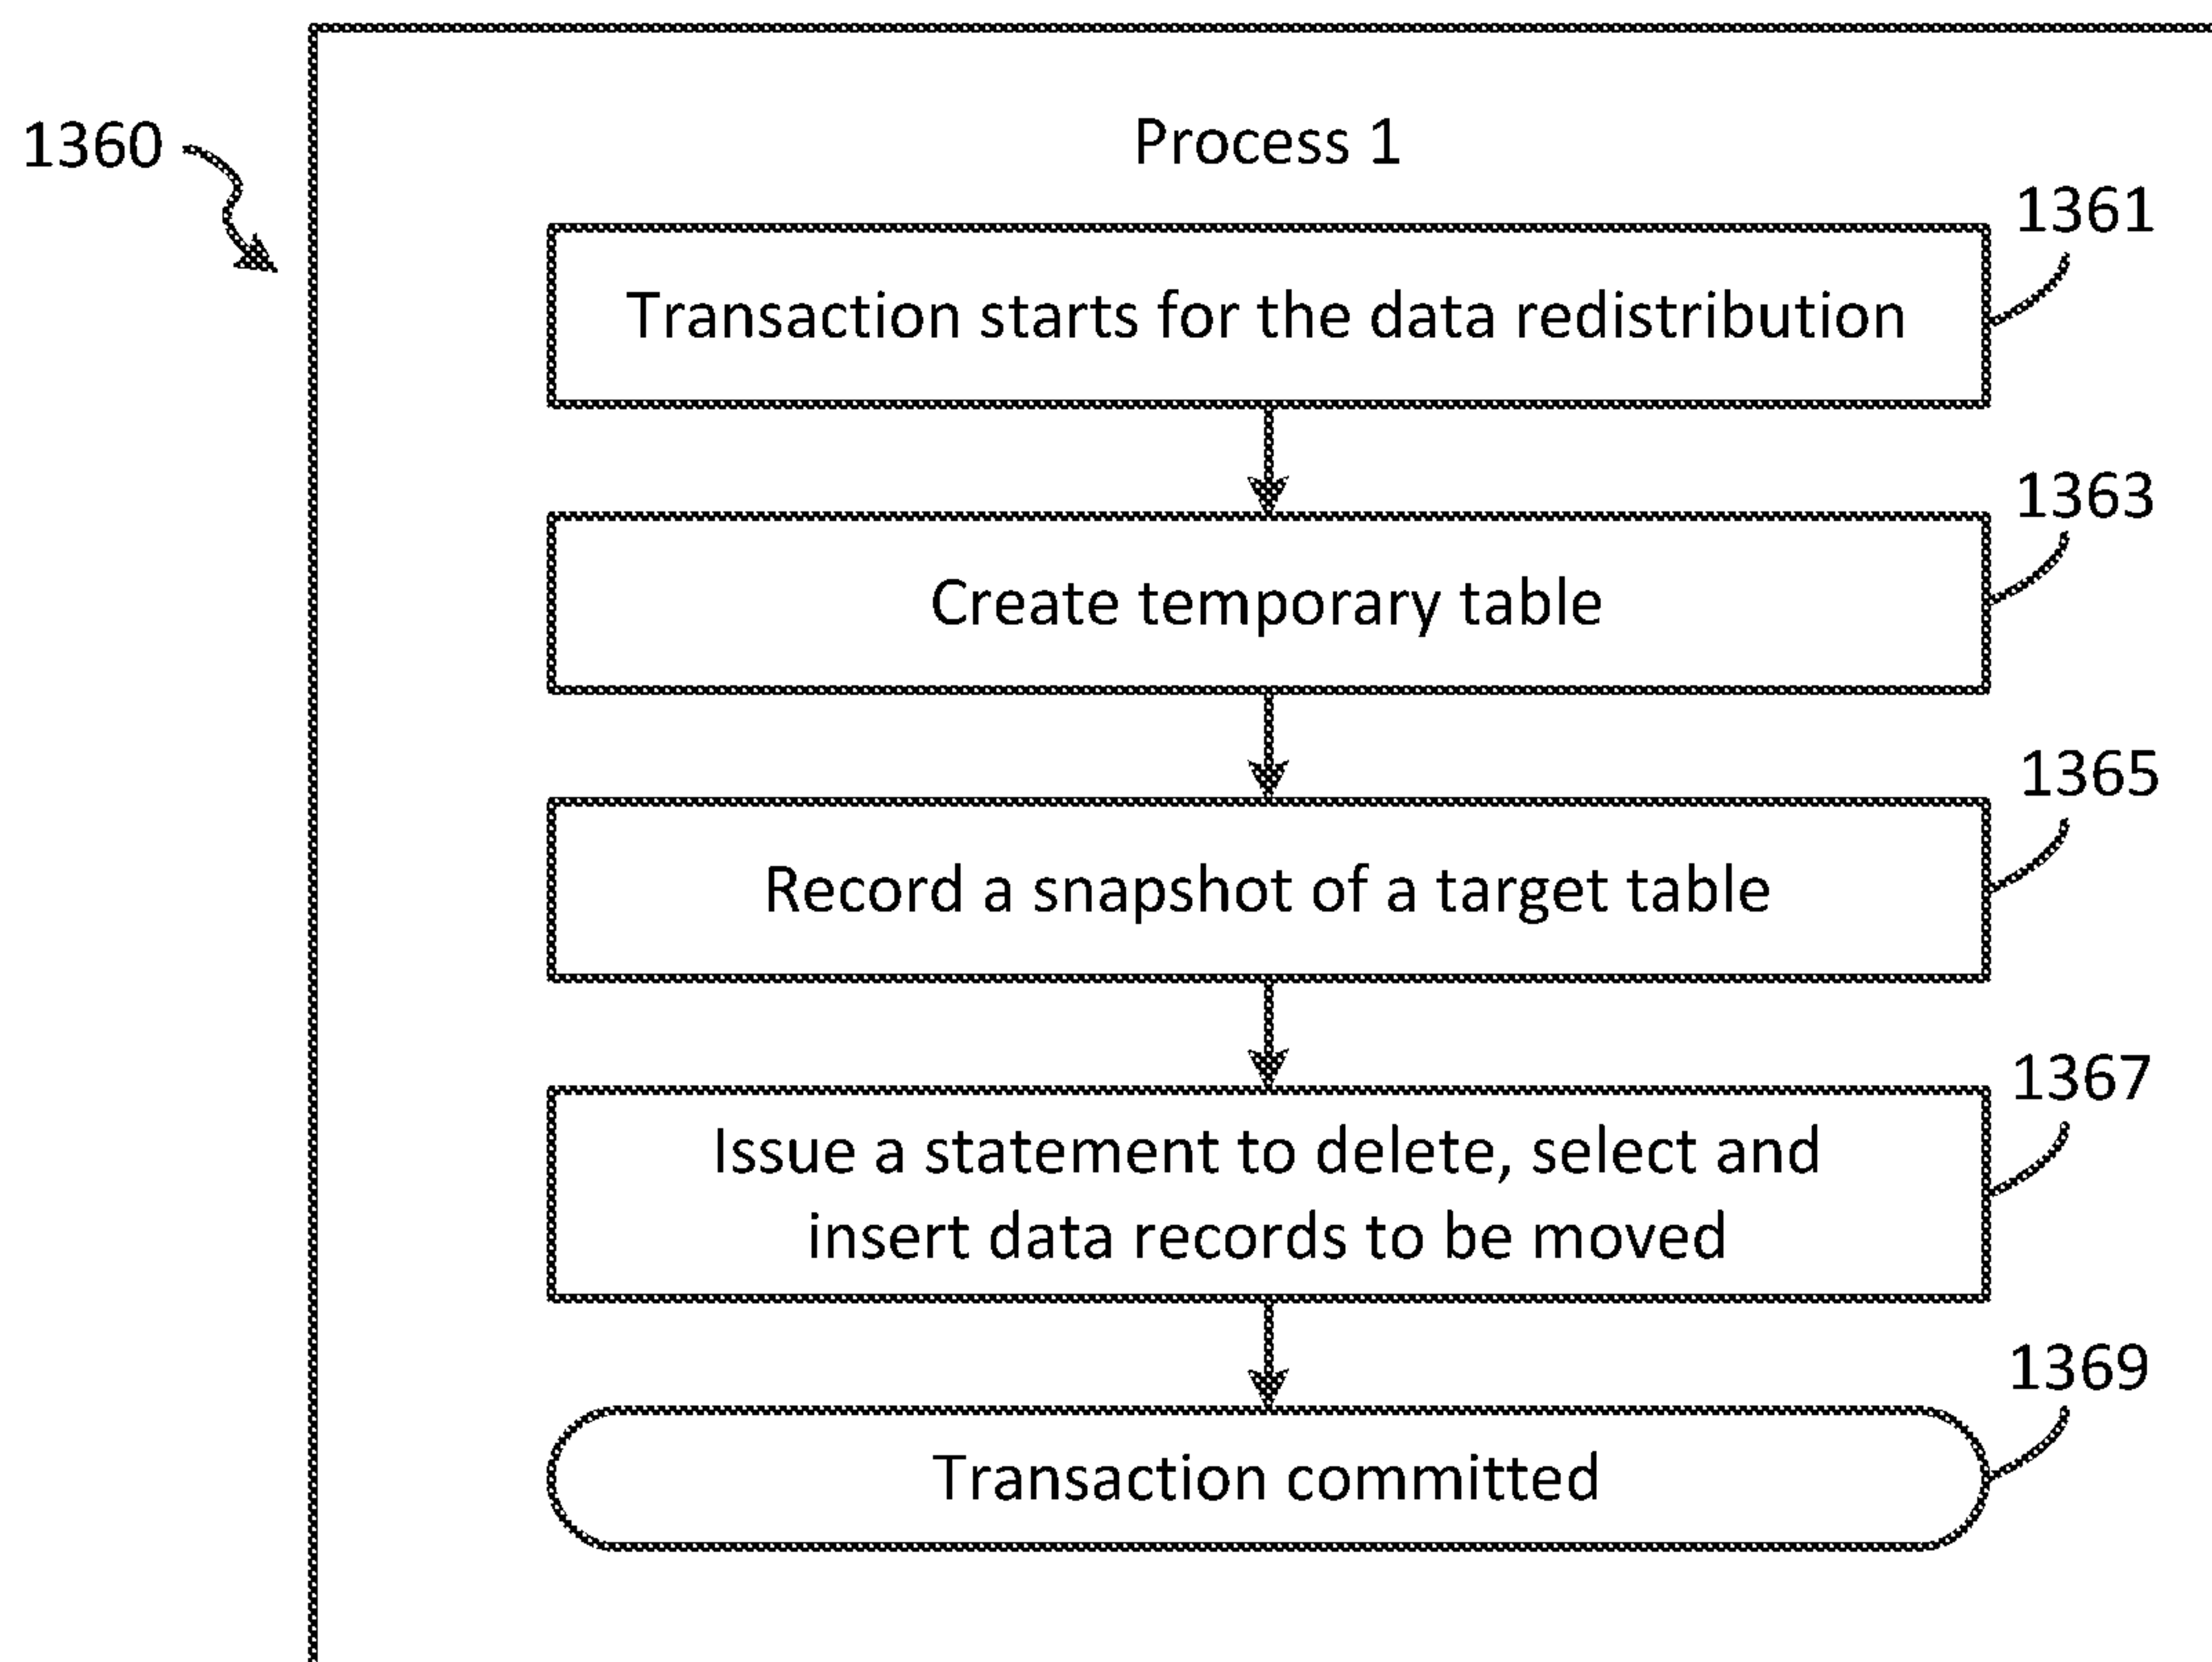 1360
Process 1
1361
Transaction starts for the data redistribution
1363
Create temporary table
1365
Record a snapshot of a target table
1367
Issue a statement to delete, select and
insert data records to be moved
1369
Transaction committed